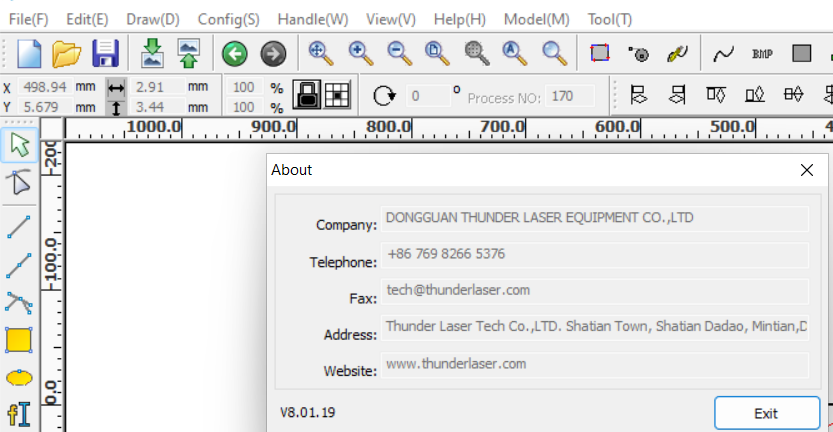 File(F) Edit(E) Draw(D) Config(S) Handle(W) View(V) Help(H) Model(M) Tool(T)
BMP
X 498.94 mm 2.91 mm 100 % 0 ° Process NO: 170
Y 5.679 mm 3.44 mm 100 %
1000.0 900.0 800.0 700.0 600.0 500.0
-100.0
0.0
About
Company: DONGGUAN THUNDER LASER EQUIPMENT CO.,LTD
Telephone: +86 769 8266 5376
Fax: tech@thunderlaser.com
Address: Thunder Laser Tech Co.,LTD. Shatian Town, Shatian Dadao, Mintian,D
Website: www.thunderlaser.com
V8.01.19
Exit